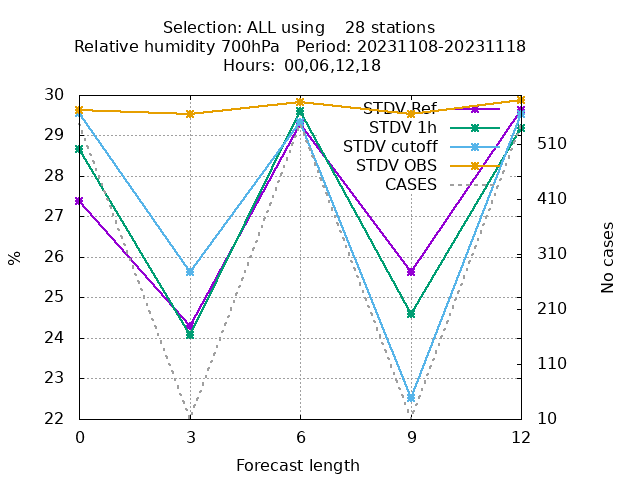 Selection: ALL using    28 stations
Relative humidity 700hPa   Period: 20231108-20231118
Hours: 00,06,12,18
STDV Ref
STDV 1h
STDV cutoff
STDV OBS
CASES
30
29
28
27
26
25
24
23
22
%
510
410
310
210
110
10
No cases
0 3 6 9 12
Forecast length